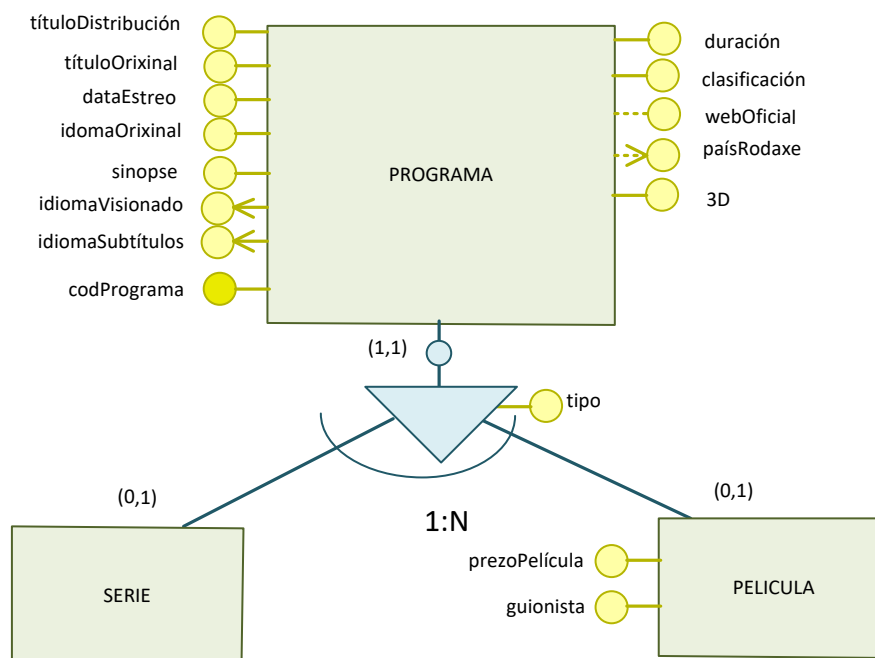 títuloDistribución
títuloOrixinal
dataEstreo
idomaOrixinal
sinopse
idiomaVisionado
idiomaSubtítulos
codPrograma
PROGRAMA
duración
clasificación
webOficial
paísRodaxe
3D
(1,1)
tipo
(0,1)
(0,1)
1:N
SERIE
prezoPelícula
guionista
PELICULA